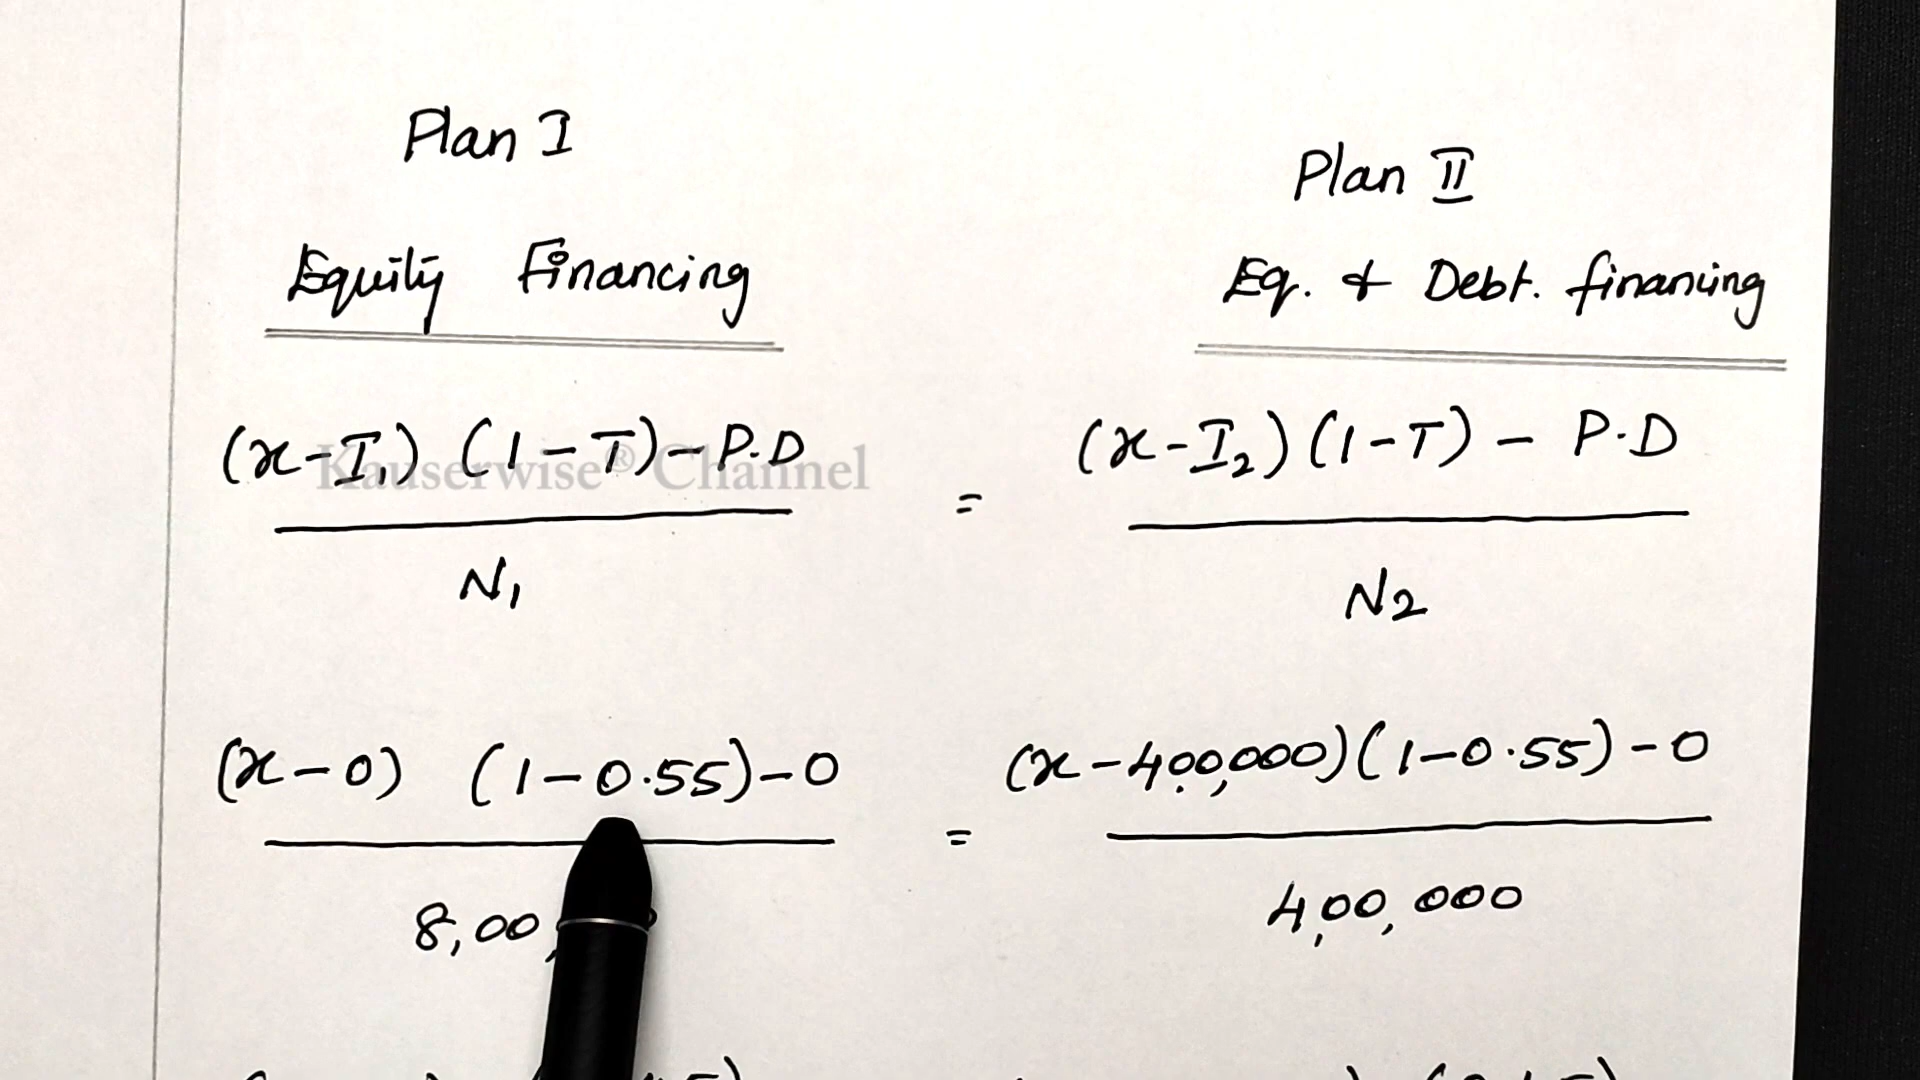 Plan I
Plan II
Equity Financing
Eq. & Debt. financing
(x-I₁) (1-T)-P.D = (x-I₂)(1-T) - P.D
N₁
N₂
Kauserwise® Channel
(x-0) (1-0.55)-0 = (x-4,00,000)(1-0.55)-0
8,00,
4,00,000